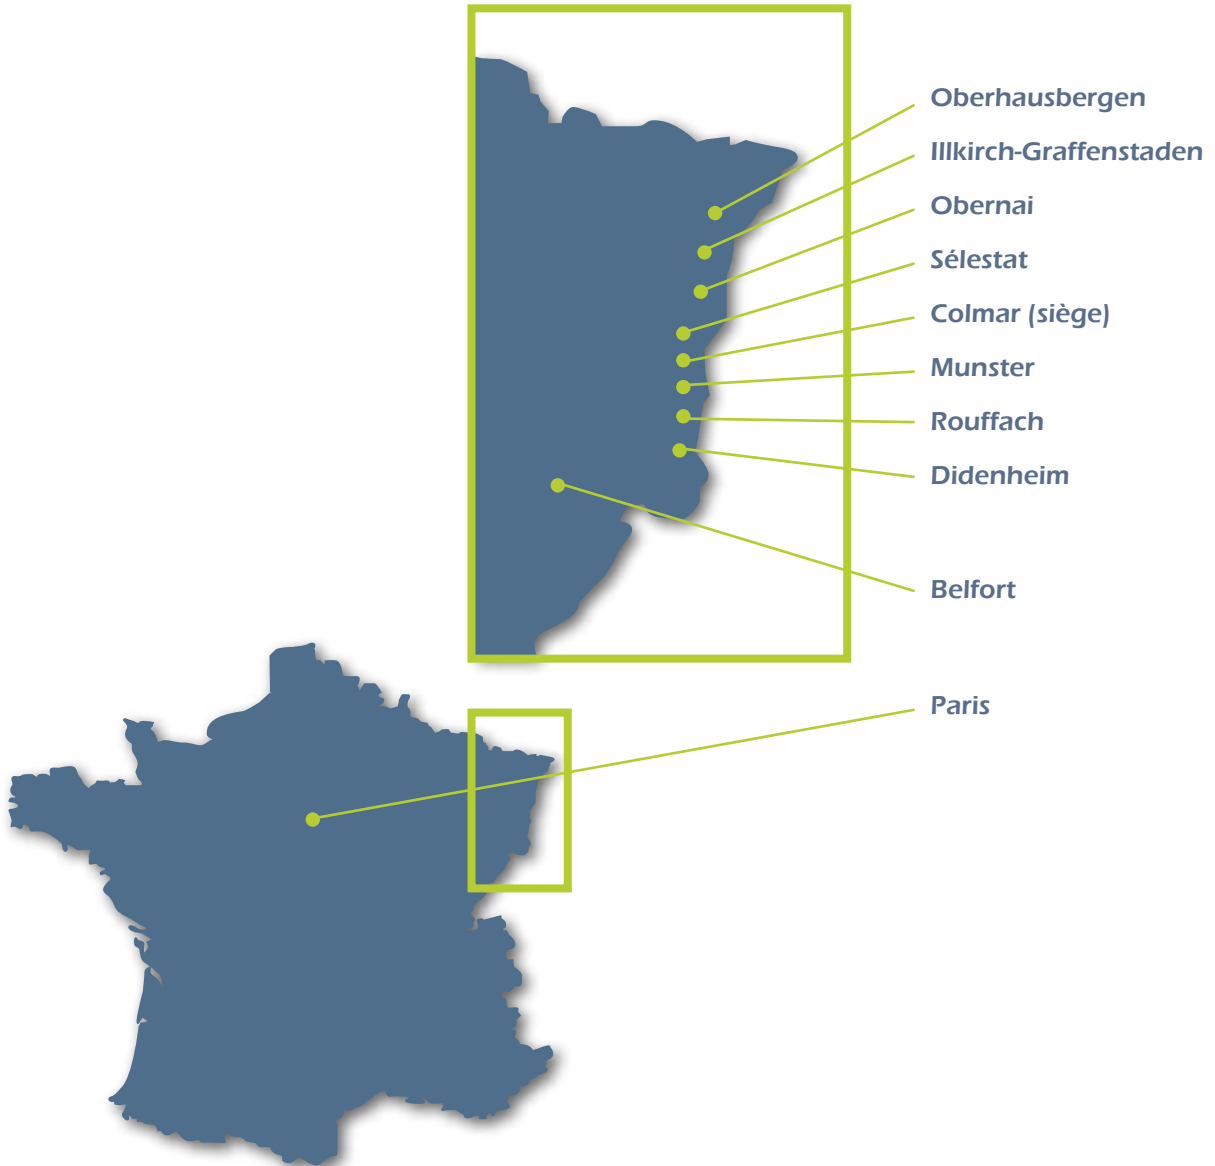 Oberhausbergen
Illkirch-Graffenstaden
Obernai
Sélestat
Colmar (siège)
Munster
Rouffach
Didenheim
Belfort
Paris